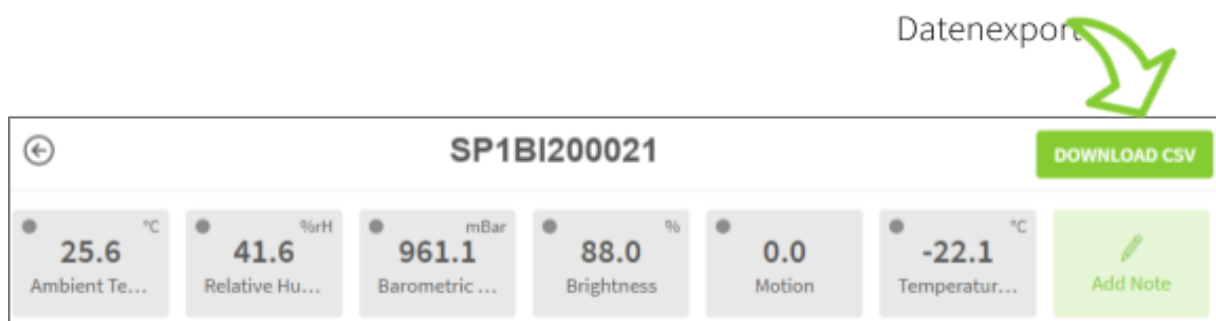 Datenexport
SP1BI200021
DOWNLOAD CSV
°C
25.6
Ambient Te...
%rH
41.6
Relative Hu...
mBar
961.1
Barometric ...
%
88.0
Brightness
0.0
Motion
°C
-22.1
Temperatur...
Add Note